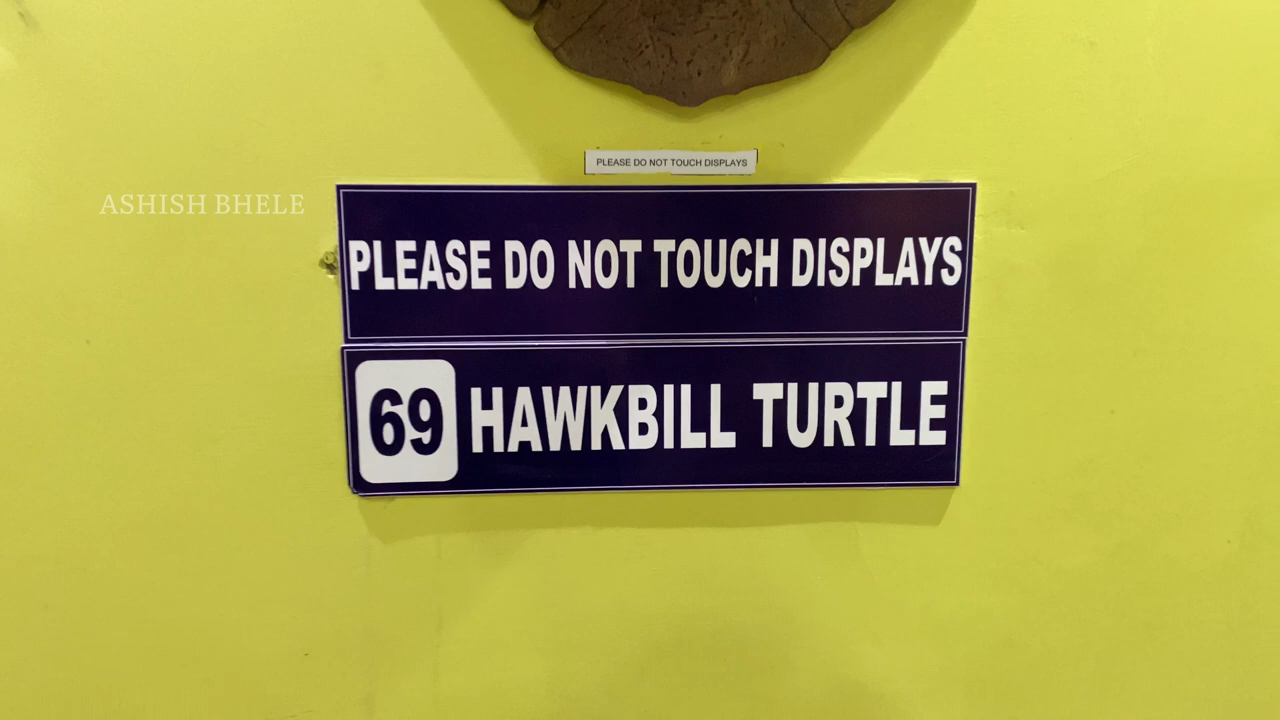 PLEASE DO NOT TOUCH DISPLAYS
ASHISH BHELE
PLEASE DO NOT TOUCH DISPLAYS
69 HAWKBILL TURTLE